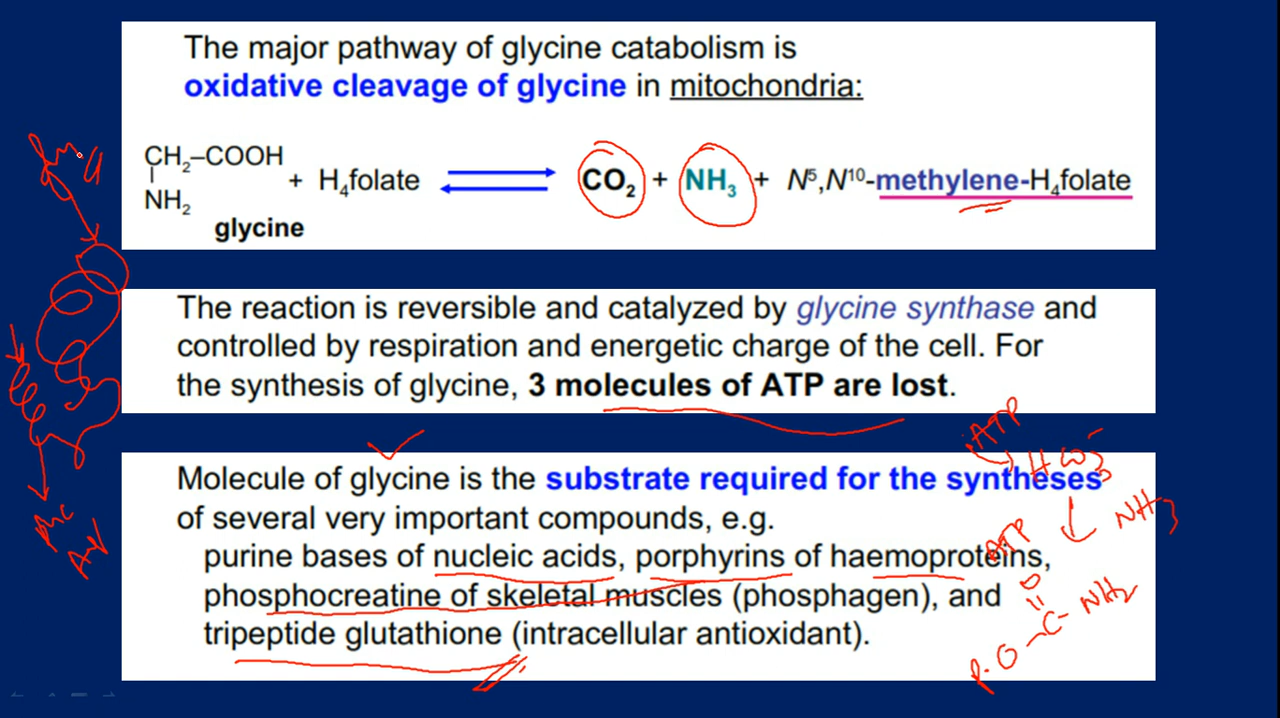 The major pathway of glycine catabolism is
oxidative cleavage of glycine in mitochondria:
CH₂–COOH
NH₂
+ H₄folate
CO₂ + NH₃ + N⁵,N¹⁰-methylene-H₄folate
glycine
The reaction is reversible and catalyzed by glycine synthase and
controlled by respiration and energetic charge of the cell. For
the synthesis of glycine, 3 molecules of ATP are lost.
ATP
HCO₃⁻
Molecule of glycine is the substrate required for the syntheses
of several very important compounds, e.g.
NH₃
ATP
purine bases of nucleic acids, porphyrins of haemoproteins,
phosphocreatine of skeletal muscles (phosphagen), and
tripeptide glutathione (intracellular antioxidant).
O
P-O-C-NH₂